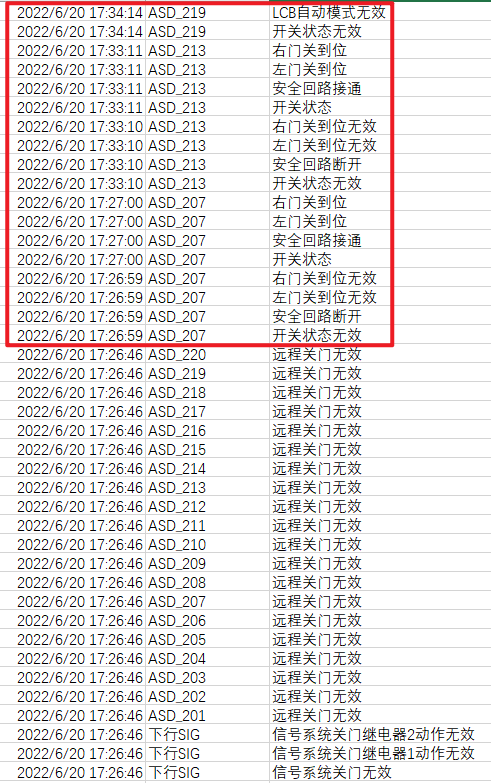 2022/6/20 17:34:14 ASD_219 LCB自动模式无效
2022/6/20 17:34:14 ASD_219 开关状态无效
2022/6/20 17:33:11 ASD_213 右门关到位
2022/6/20 17:33:11 ASD_213 左门关到位
2022/6/20 17:33:11 ASD_213 安全回路接通
2022/6/20 17:33:11 ASD_213 开关状态
2022/6/20 17:33:10 ASD_213 右门关到位无效
2022/6/20 17:33:10 ASD_213 左门关到位无效
2022/6/20 17:33:10 ASD_213 安全回路断开
2022/6/20 17:33:10 ASD_213 开关状态无效
2022/6/20 17:27:00 ASD_207 右门关到位
2022/6/20 17:27:00 ASD_207 左门关到位
2022/6/20 17:27:00 ASD_207 安全回路接通
2022/6/20 17:27:00 ASD_207 开关状态
2022/6/20 17:26:59 ASD_207 右门关到位无效
2022/6/20 17:26:59 ASD_207 左门关到位无效
2022/6/20 17:26:59 ASD_207 安全回路断开
2022/6/20 17:26:59 ASD_207 开关状态无效
2022/6/20 17:26:46 ASD_220 远程关门无效
2022/6/20 17:26:46 ASD_219 远程关门无效
2022/6/20 17:26:46 ASD_218 远程关门无效
2022/6/20 17:26:46 ASD_217 远程关门无效
2022/6/20 17:26:46 ASD_216 远程关门无效
2022/6/20 17:26:46 ASD_215 远程关门无效
2022/6/20 17:26:46 ASD_214 远程关门无效
2022/6/20 17:26:46 ASD_213 远程关门无效
2022/6/20 17:26:46 ASD_212 远程关门无效
2022/6/20 17:26:46 ASD_211 远程关门无效
2022/6/20 17:26:46 ASD_210 远程关门无效
2022/6/20 17:26:46 ASD_209 远程关门无效
2022/6/20 17:26:46 ASD_208 远程关门无效
2022/6/20 17:26:46 ASD_207 远程关门无效
2022/6/20 17:26:46 ASD_206 远程关门无效
2022/6/20 17:26:46 ASD_205 远程关门无效
2022/6/20 17:26:46 ASD_204 远程关门无效
2022/6/20 17:26:46 ASD_203 远程关门无效
2022/6/20 17:26:46 ASD_202 远程关门无效
2022/6/20 17:26:46 ASD_201 远程关门无效
2022/6/20 17:26:46 下行SIG 信号系统关门继电器2动作无效
2022/6/20 17:26:46 下行SIG 信号系统关门继电器1动作无效
2022/6/20 17:26:46 下行SIG 信号系统关门无效